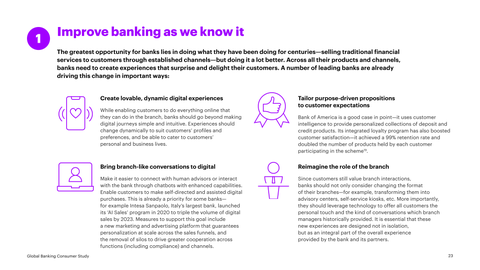 1
Improve banking as we know it
The greatest opportunity for banks lies in doing what they have been doing for centuries—selling traditional financial
services to customers through established channels—but doing it a lot better. Across all their products and channels,
banks need to create experiences that surprise and delight their customers. A number of leading banks are already
driving this change in important ways:
Create lovable, dynamic digital experiences
While enabling customers to do everything online that
they can do in the branch, banks should go beyond making
digital journeys simple and intuitive. Experiences should
change dynamically to suit customers' profiles and
preferences, and be able to cater to customers'
personal and business lives.
Tailor purpose-driven propositions
to customer expectations
Bank of America is a good case in point—it uses customer
intelligence to provide personalized collections of deposit and
credit products. Its integrated loyalty program has also boosted
customer satisfaction—it achieved a 99% retention rate and
doubled the number of products held by each customer
participating in the scheme
Bring branch-like conversations to digital
Make it easier to connect with human advisors or interact
with the bank through chatbots with enhanced capabilities.
Enable customers to make self-directed and assisted digital
purchases. This is already a priority for some banks—
for example Intesa Sanpaolo, Italy's largest bank, launched
its 'AI Sales' program in 2020 to triple the volume of digital
sales by 2023. Measures to support this goal include
a new marketing and advertising platform that guarantees
personalization at scale across the sales funnels, and
the removal of silos to drive greater cooperation across
functions (including compliance) and channels.
Reimagine the role of the branch
Since customers still value branch interactions,
banks should not only consider changing the format
of their branches—for example, transforming them into
advisory centers, self-service kiosks, etc. More importantly,
they should leverage technology to offer all customers the
personal touch and the kind of conversations which branch
managers historically provided. It is essential that these
new experiences are designed not in isolation,
but as an integral part of the overall experience
provided by the bank and its partners.
Global Banking Consumer Study
23